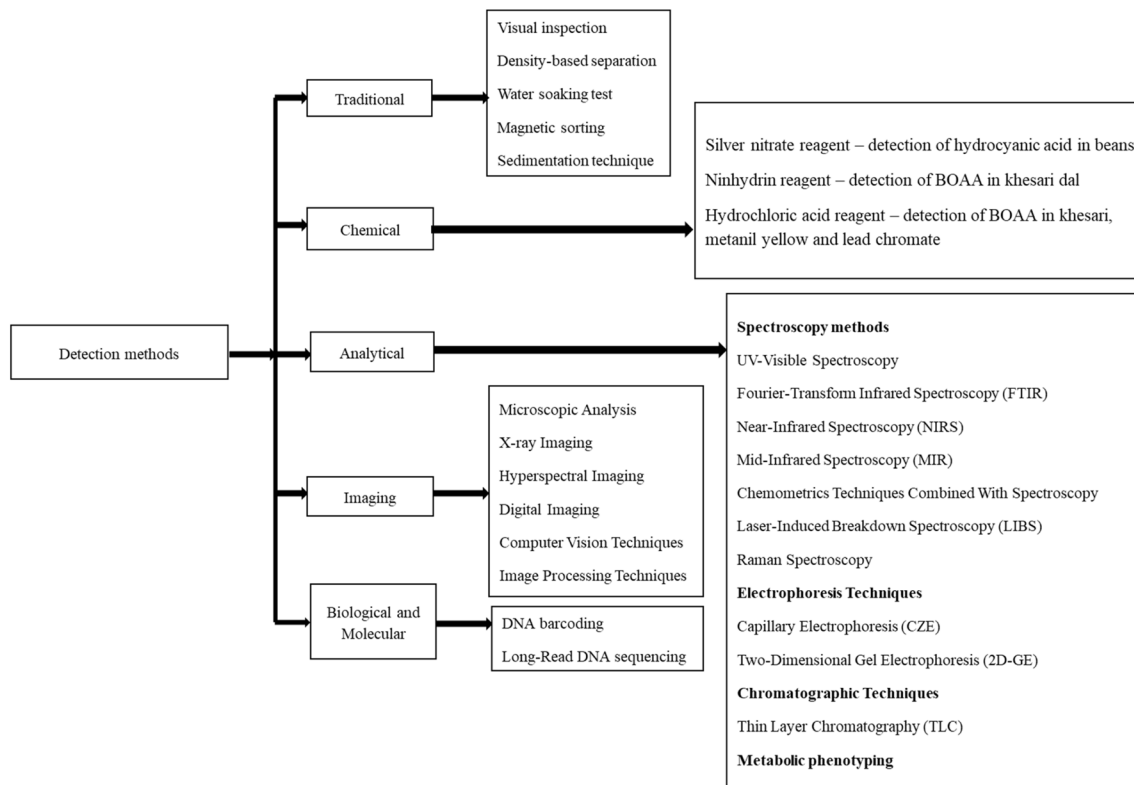 Detection methods
Traditional
Visual inspection
Density-based separation
Water soaking test
Magnetic sorting
Sedimentation technique
Chemical
Silver nitrate reagent – detection of hydrocyanic acid in beans
Ninhydrin reagent – detection of BOAA in khesari dal
Hydrochloric acid reagent – detection of BOAA in khesari,
metanil yellow and lead chromate
Analytical
Spectroscopy methods
UV-Visible Spectroscopy
Fourier-Transform Infrared Spectroscopy (FTIR)
Near-Infrared Spectroscopy (NIRS)
Mid-Infrared Spectroscopy (MIR)
Chemometrics Techniques Combined With Spectroscopy
Laser-Induced Breakdown Spectroscopy (LIBS)
Raman Spectroscopy
Electrophoresis Techniques
Capillary Electrophoresis (CZE)
Two-Dimensional Gel Electrophoresis (2D-GE)
Chromatographic Techniques
Thin Layer Chromatography (TLC)
Metabolic phenotyping
Imaging
Microscopic Analysis
X-ray Imaging
Hyperspectral Imaging
Digital Imaging
Computer Vision Techniques
Image Processing Techniques
Biological and
Molecular
DNA barcoding
Long-Read DNA sequencing